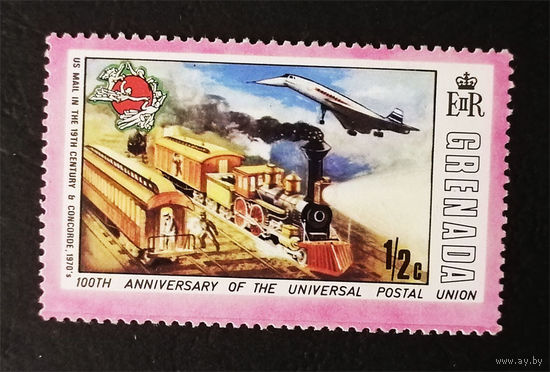 US MAIL IN THE 19TH CENTURY & CONCORDE, 1970's
EIIR
GRENADA
1/2c
100TH ANNIVERSARY OF THE UNIVERSAL POSTAL UNION
www.ay.by